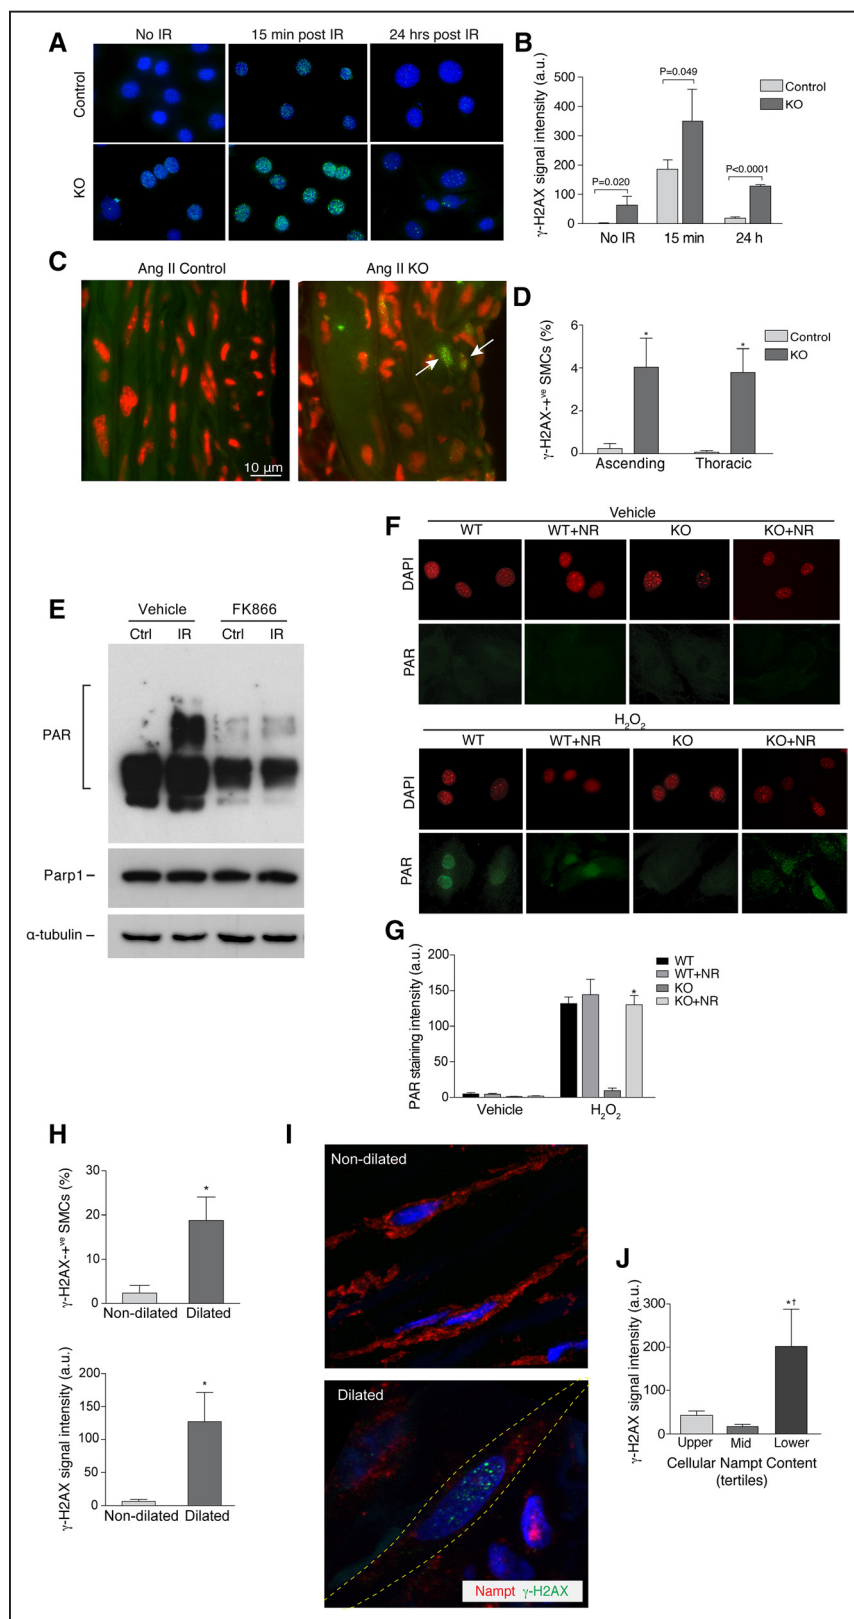 A
No IR
15 min post IR
24 hrs post IR
Control
KO
B
γ-H2AX signal intensity (a.u.)
500
400
300
200
100
0
P=0.020
P=0.049
P<0.0001
Control
KO
No IR
15 min
24 h
C
Ang II Control
Ang II KO
10 μm
D
γ-H2AX-+ve SMCs (%)
6
4
2
0
*
*
Control
KO
Ascending
Thoracic
E
Vehicle
FK866
Ctrl
IR
Ctrl
IR
PAR
Parp1
α-tubulin
F
Vehicle
WT
WT+NR
KO
KO+NR
DAPI
PAR
H2O2
WT
WT+NR
KO
KO+NR
DAPI
PAR
G
PAR staining intensity (a.u.)
200
150
100
50
0
*
WT
WT+NR
KO
KO+NR
Vehicle
H2O2
H
γ-H2AX-+ve SMCs (%)
30
20
10
0
*
Non-dilated
Dilated
γ-H2AX signal intensity (a.u.)
200
150
100
50
0
*
Non-dilated
Dilated
I
Non-dilated
Dilated
Nampt γ-H2AX
J
γ-H2AX signal intensity (a.u.)
300
200
100
0
*†
Upper
Mid
Lower
Cellular Nampt Content
(tertiles)